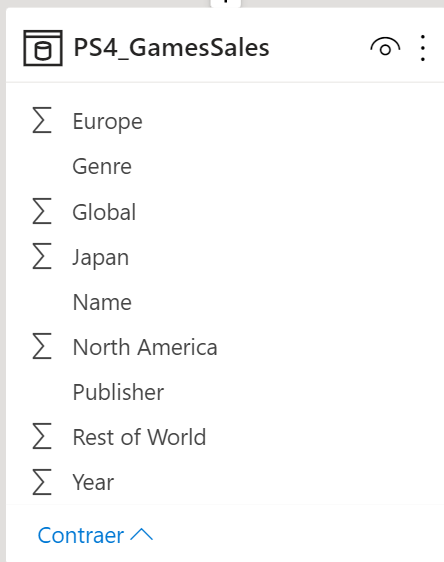 PS4_GamesSales
Europe
Genre
Global
Japan
Name
North America
Publisher
Rest of World
Year
Contraer